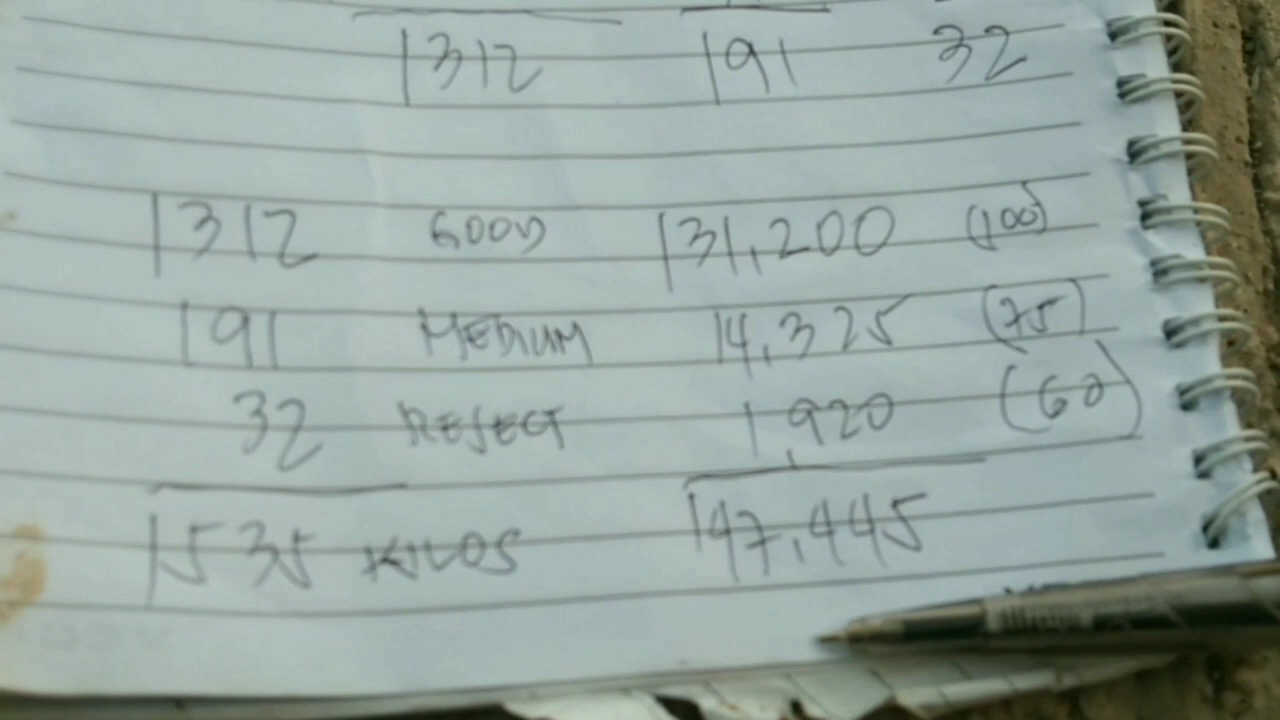 1312 191 32
1312 GOOD 131,200 (100)
191 MEDIUM 14,325 (75)
32 REJECT 1,920 (60)
1535 KILOS 147,445